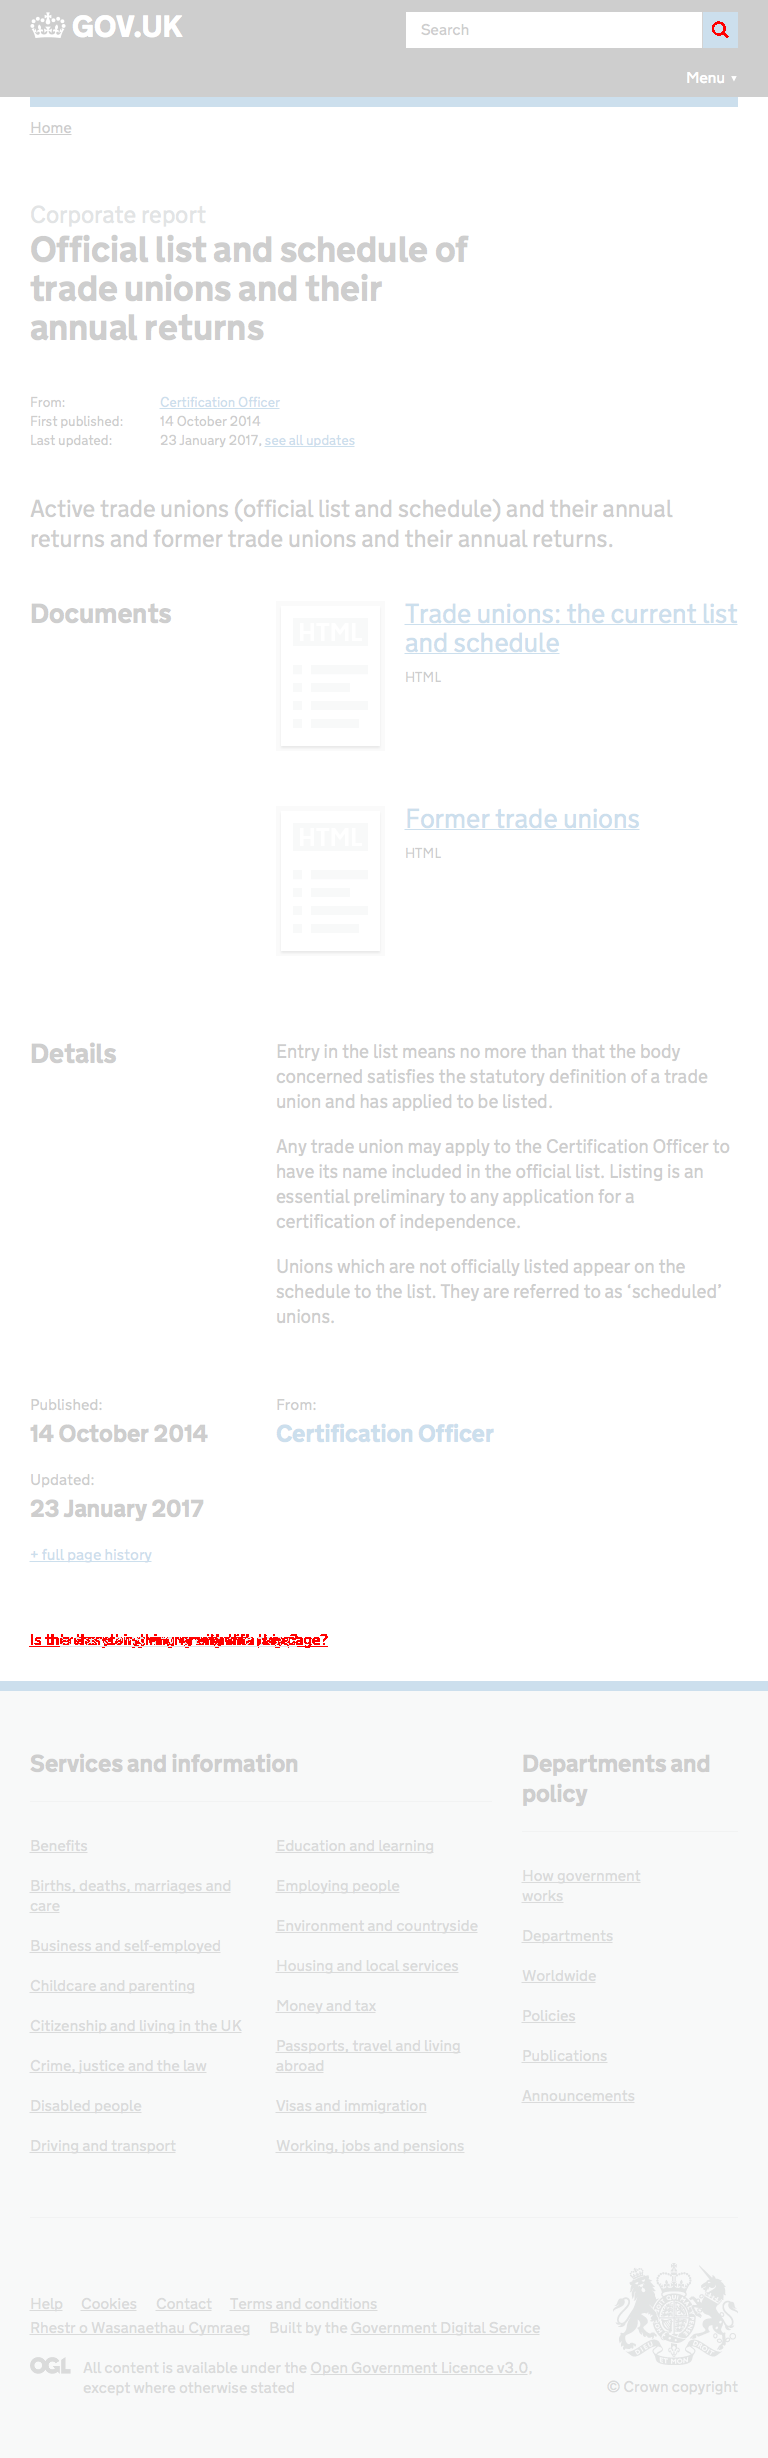 GOV.UK
Search
Menu ▼
Home
Corporate report
Official list and schedule of
trade unions and their
annual returns
From: Certification Officer
First published: 14 October 2014
Last updated: 23 January 2017, see all updates
Active trade unions (official list and schedule) and their annual
returns and former trade unions and their annual returns.
Documents
HTML
Trade unions: the current list
and schedule
HTML
HTML
Former trade unions
HTML
Details
Entry in the list means no more than that the body
concerned satisfies the statutory definition of a trade
union and has applied to be listed.
Any trade union may apply to the Certification Officer to
have its name included in the official list. Listing is an
essential preliminary to any application for a
certification of independence.
Unions which are not officially listed appear on the
schedule to the list. They are referred to as ‘scheduled’
unions.
Published:
14 October 2014
From:
Certification Officer
Updated:
23 January 2017
+ full page history
Services and information
Benefits
Births, deaths, marriages and
care
Business and self-employed
Childcare and parenting
Citizenship and living in the UK
Crime, justice and the law
Disabled people
Driving and transport
Education and learning
Employing people
Environment and countryside
Housing and local services
Money and tax
Passports, travel and living
abroad
Visas and immigration
Working, jobs and pensions
Departments and
policy
How government
works
Departments
Worldwide
Policies
Publications
Announcements
Help Cookies Contact Terms and conditions
Rhestr o Wasanaethau Cymraeg Built by the Government Digital Service
OGL All content is available under the Open Government Licence v3.0,
except where otherwise stated
© Crown copyright